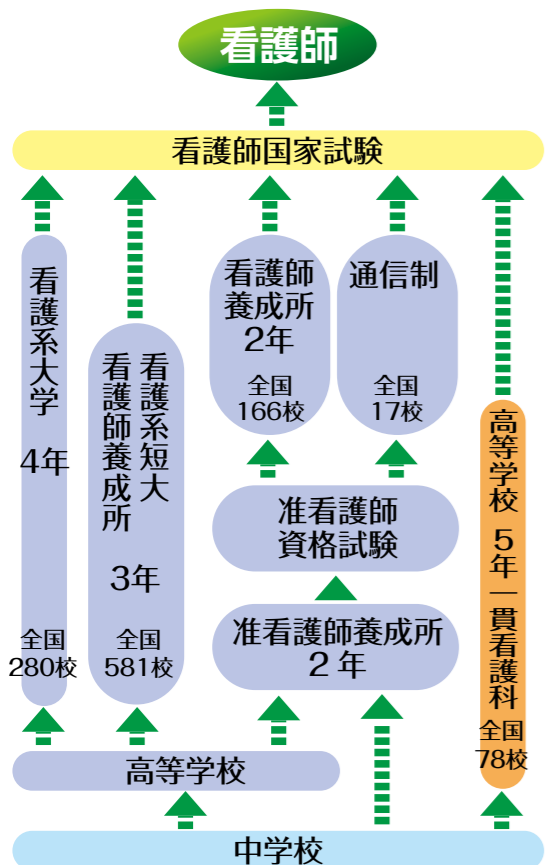 看護師
看護師国家試験
看護系大学 4年
全国
280校
看護系短大
看護師養成所
3年
全国
581校
看護師
養成所
2年
全国
166校
通信制
全国
17校
准看護師
資格試験
准看護師養成所
2年
高等学校 5年一貫看護科
全国
78校
高等学校
中学校